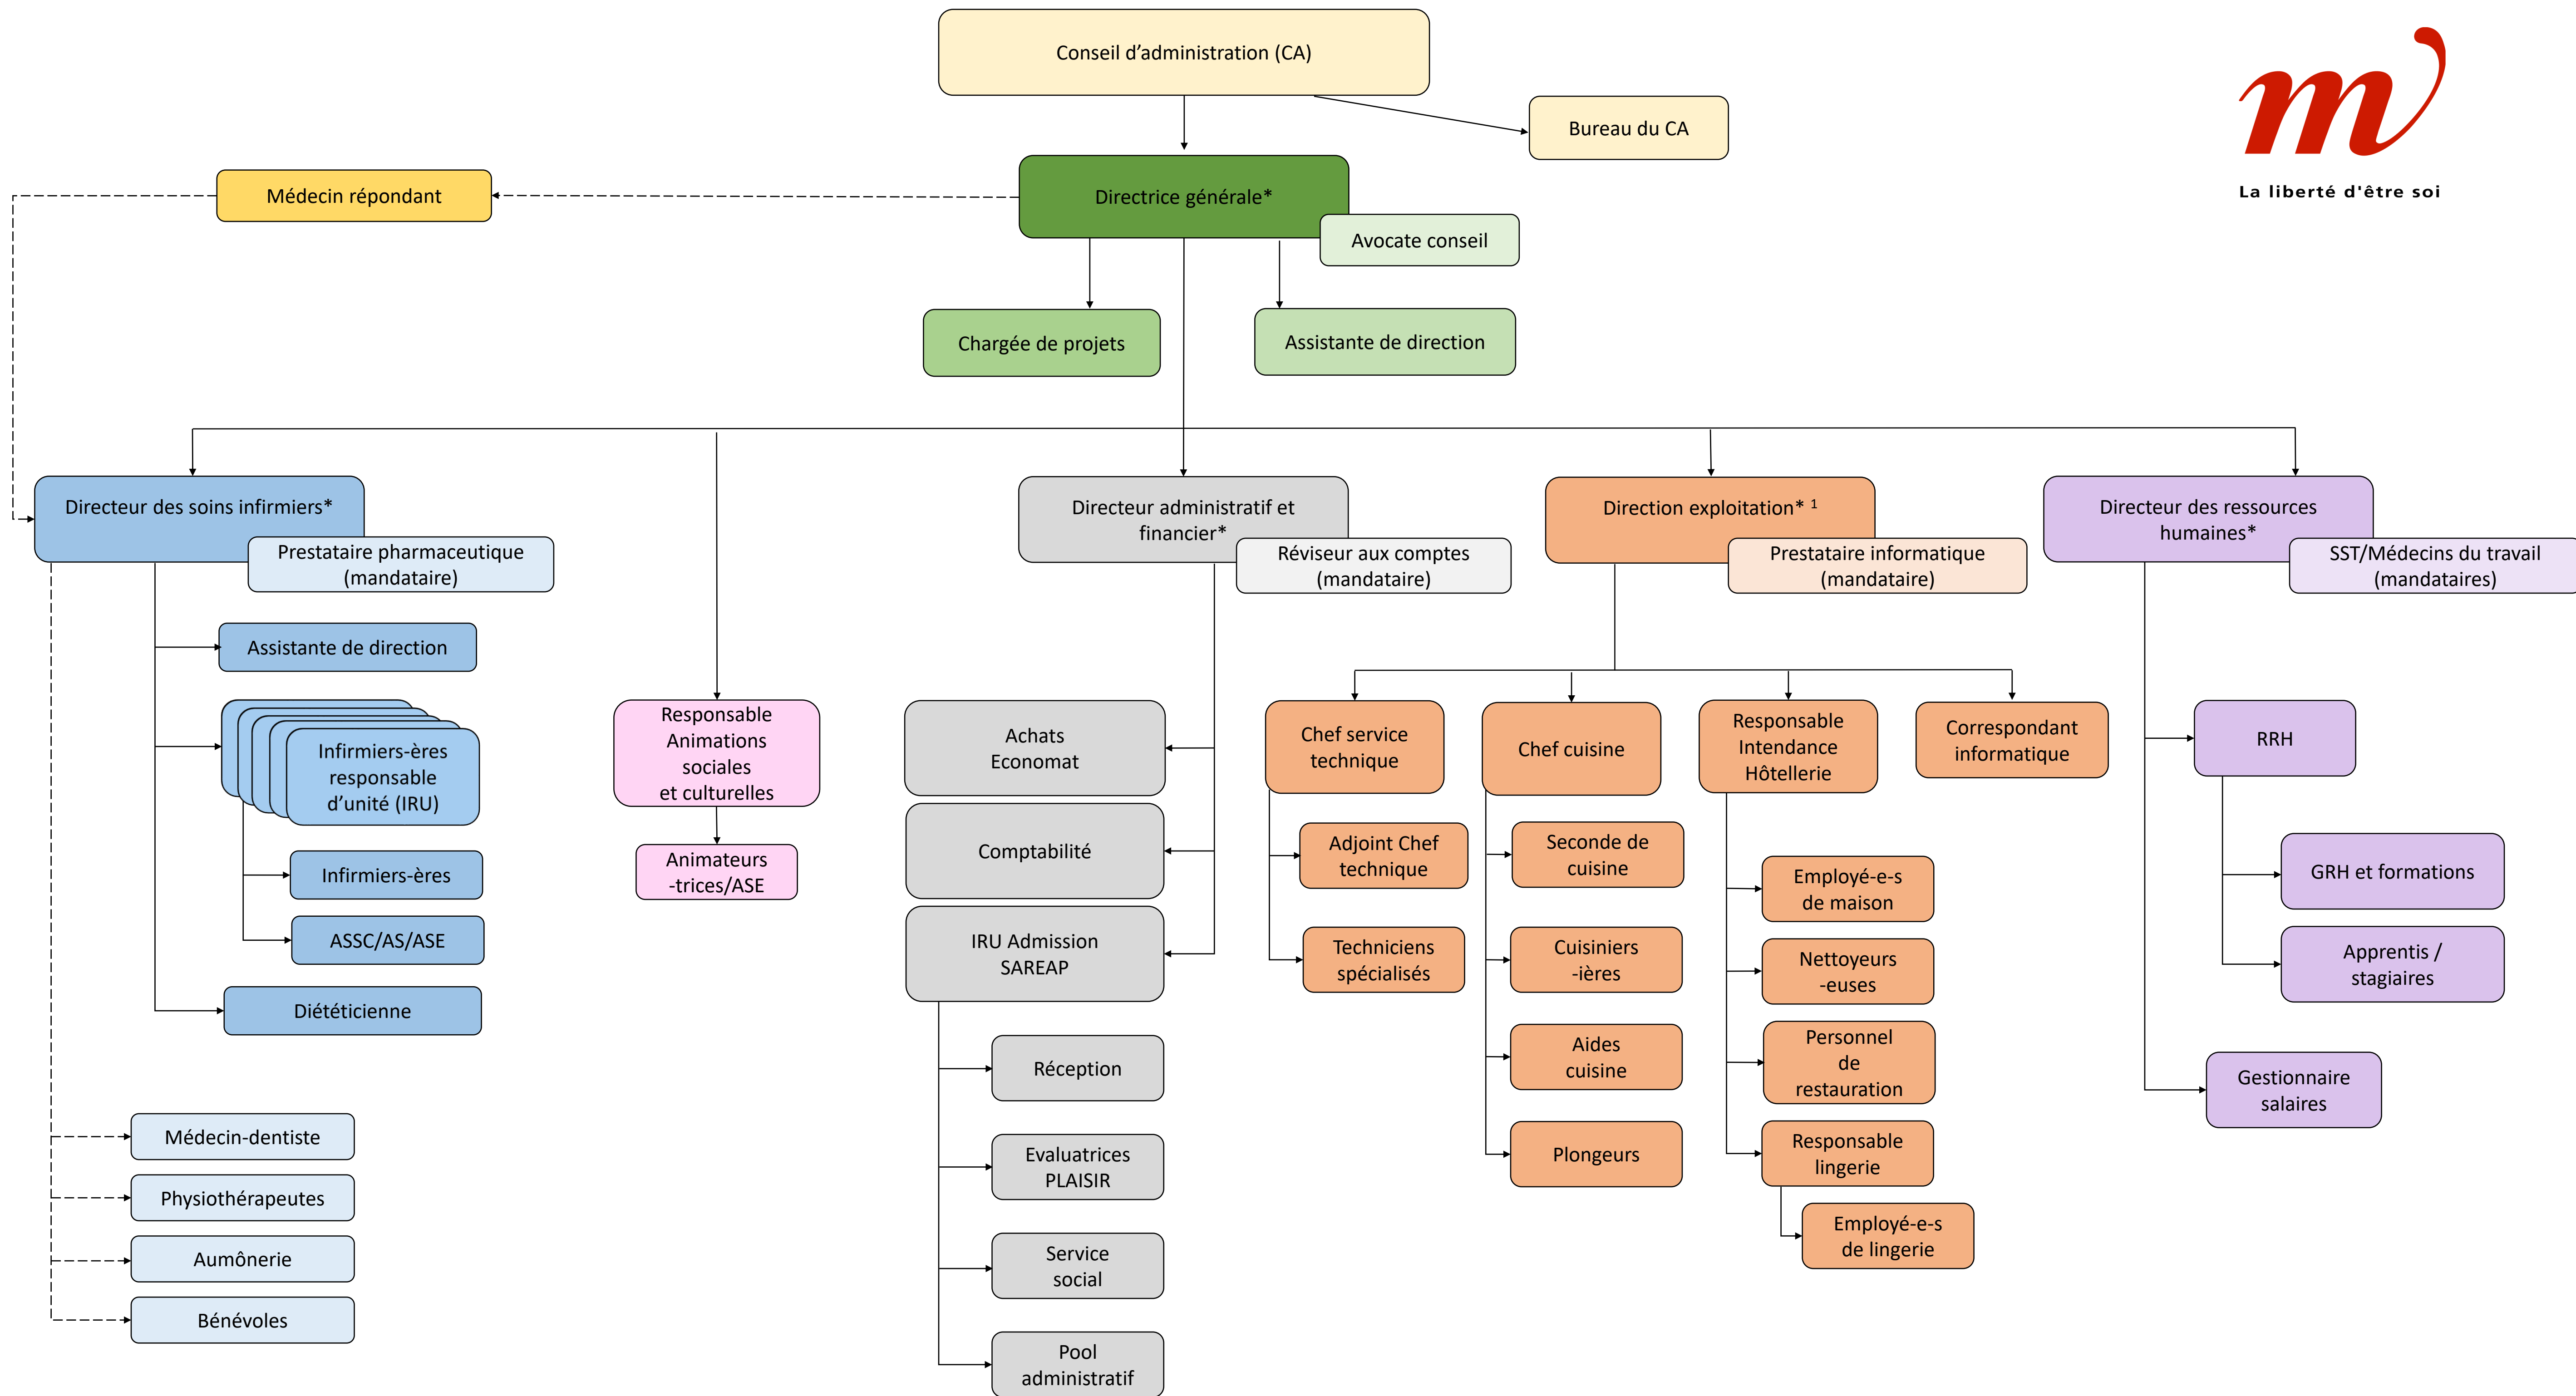 Conseil d’administration (CA)
Bureau du CA
La liberté d'être soi
Médecin répondant
Directrice générale*
Avocate conseil
Chargée de projets
Assistante de direction
Directeur des soins infirmiers*
Prestataire pharmaceutique
(mandataire)
Directeur administratif et
financier*
Réviseur aux comptes
(mandataire)
Direction exploitation* ¹
Prestataire informatique
(mandataire)
Directeur des ressources
humaines*
SST/Médecins du travail
(mandataires)
Assistante de direction
Infirmiers-ères
responsable
d’unité (IRU)
Infirmiers-ères
ASSC/AS/ASE
Diététicienne
Médecin-dentiste
Physiothérapeutes
Aumônerie
Bénévoles
Responsable
Animations
sociales
et culturelles
Animateurs
-trices/ASE
Achats
Economat
Comptabilité
IRU Admission
SAREAP
Réception
Evaluatrices
PLAISIR
Service
social
Pool
administratif
Chef service
technique
Adjoint Chef
technique
Techniciens
spécialisés
Chef cuisine
Seconde de
cuisine
Cuisiniers
-ières
Aides
cuisine
Plongeurs
Responsable
Intendance
Hôtellerie
Employé-e-s
de maison
Nettoyeurs
-euses
Personnel
de
restauration
Responsable
lingerie
Employé-e-s
de lingerie
Correspondant
informatique
RRH
GRH et formations
Apprentis /
stagiaires
Gestionnaire
salaires